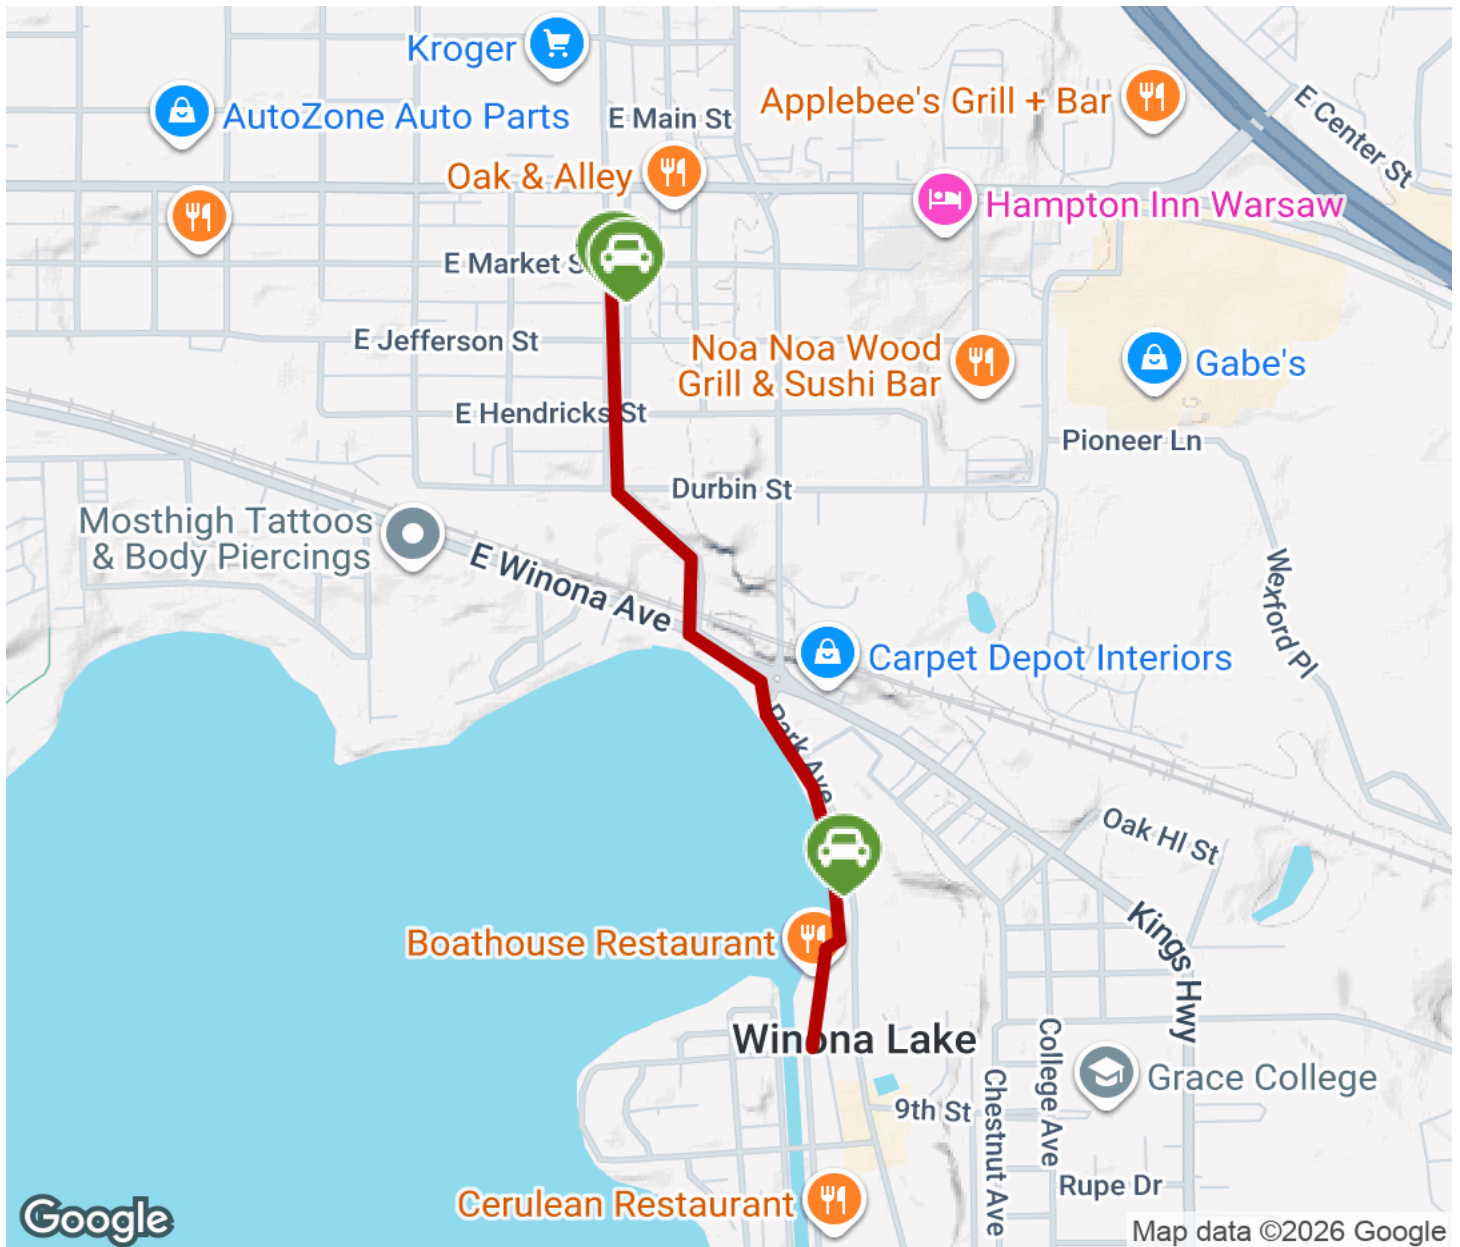 Kroger
AutoZone Auto Parts
E Main St
Applebee's Grill + Bar
E Center St
Oak & Alley
Hampton Inn Warsaw
E Market S
E Jefferson St
Noa Noa Wood
Grill & Sushi Bar
Gabe's
E Hendricks St
Pioneer Ln
Durbin St
Mosthigh Tattoos
& Body Piercings
E Winona Ave
Wexford Pl
Carpet Depot Interiors
Park Ave
Oak Hl St
Kings Hwy
Boathouse Restaurant
Winona Lake
College Ave
Grace College
Chestnut Ave
9th St
Rupe Dr
Cerulean Restaurant
Google
Map data ©2026 Google